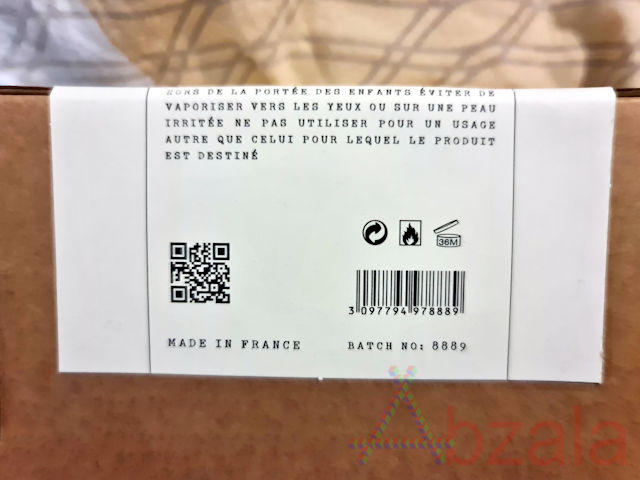 HORS DE LA PORTÉE DES ENFANTS ÉVITER DE
VAPORISER VERS LES YEUX OU SUR UNE PEAU
IRRITÉE NE PAS UTILISER POUR UN USAGE
AUTRE QUE CELUI POUR LEQUEL LE PRODUIT
EST DESTINÉ
36M
3 097794 978889
MADE IN FRANCE
BATCH NO: 8889
Abzala